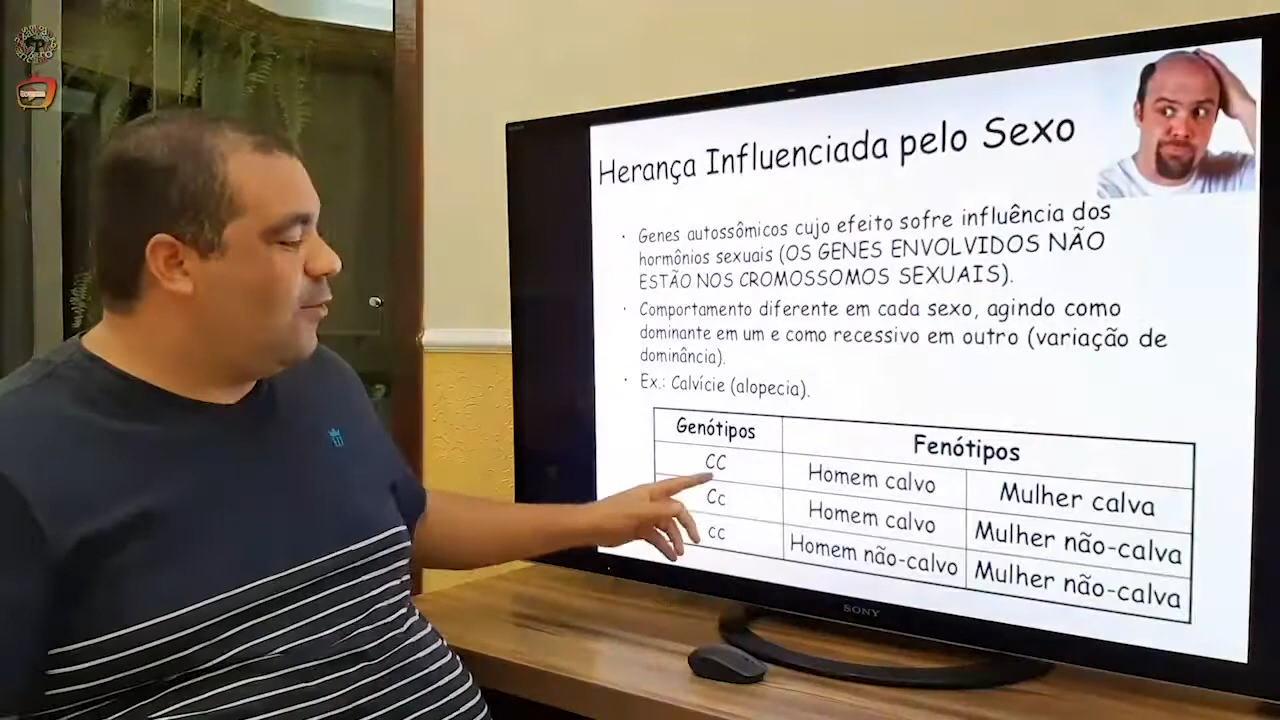 Herança Influenciada pelo Sexo
• Genes autossômicos cujo efeito sofre influência dos
hormônios sexuais (OS GENES ENVOLVIDOS NÃO
ESTÃO NOS CROMOSSOMOS SEXUAIS).
• Comportamento diferente em cada sexo, agindo como
dominante em um e como recessivo em outro (variação de
dominância).
• Ex.: Calvície (alopecia).
Genótipos Fenótipos
CC Homem calvo Mulher calva
Cc Homem calvo Mulher não-calva
cc Homem não-calvo Mulher não-calva
SONY